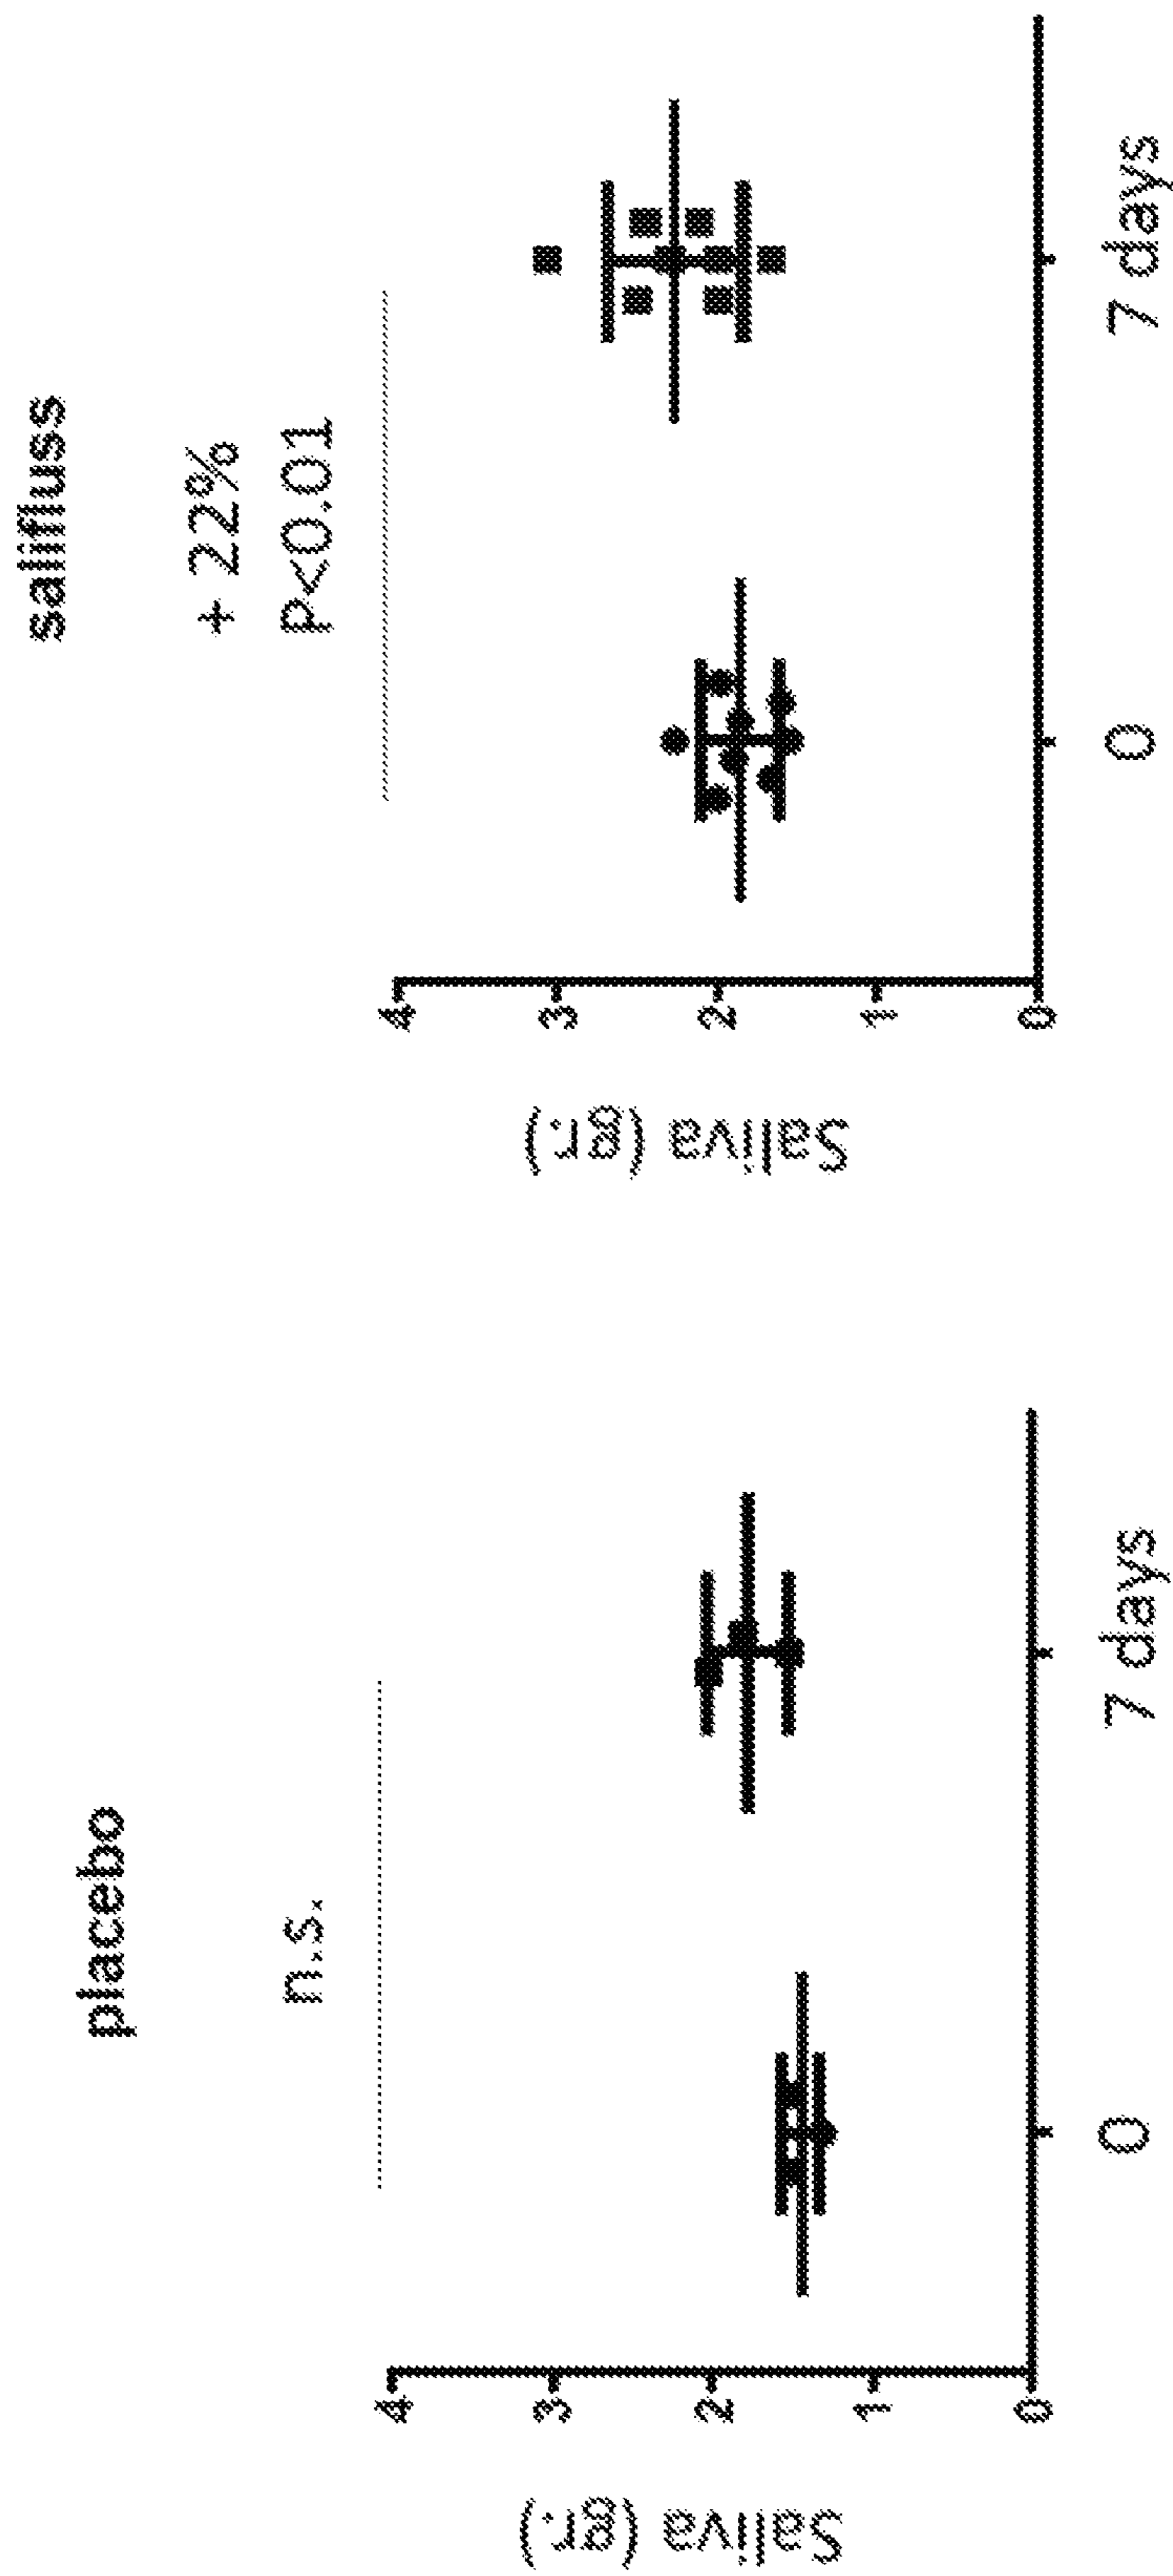 placebo
n.s.
Saliva (gr.)
4
3
2
1
0
0
7 days
salifluss
+ 22%
P<0.01
Saliva (gr.)
4
3
2
1
0
0
7 days